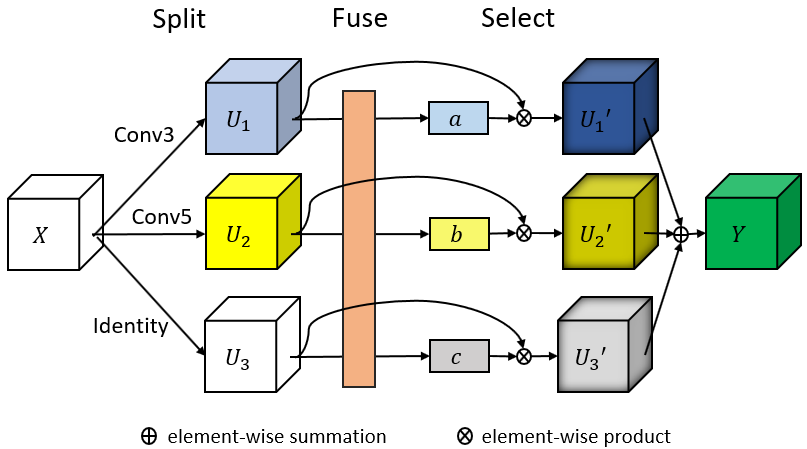 Split Fuse Select
U₁ a U₁′
Conv3
X Conv5 U₂ b U₂′ Y
Identity
U₃ c U₃′
⊕ element-wise summation ⊗ element-wise product